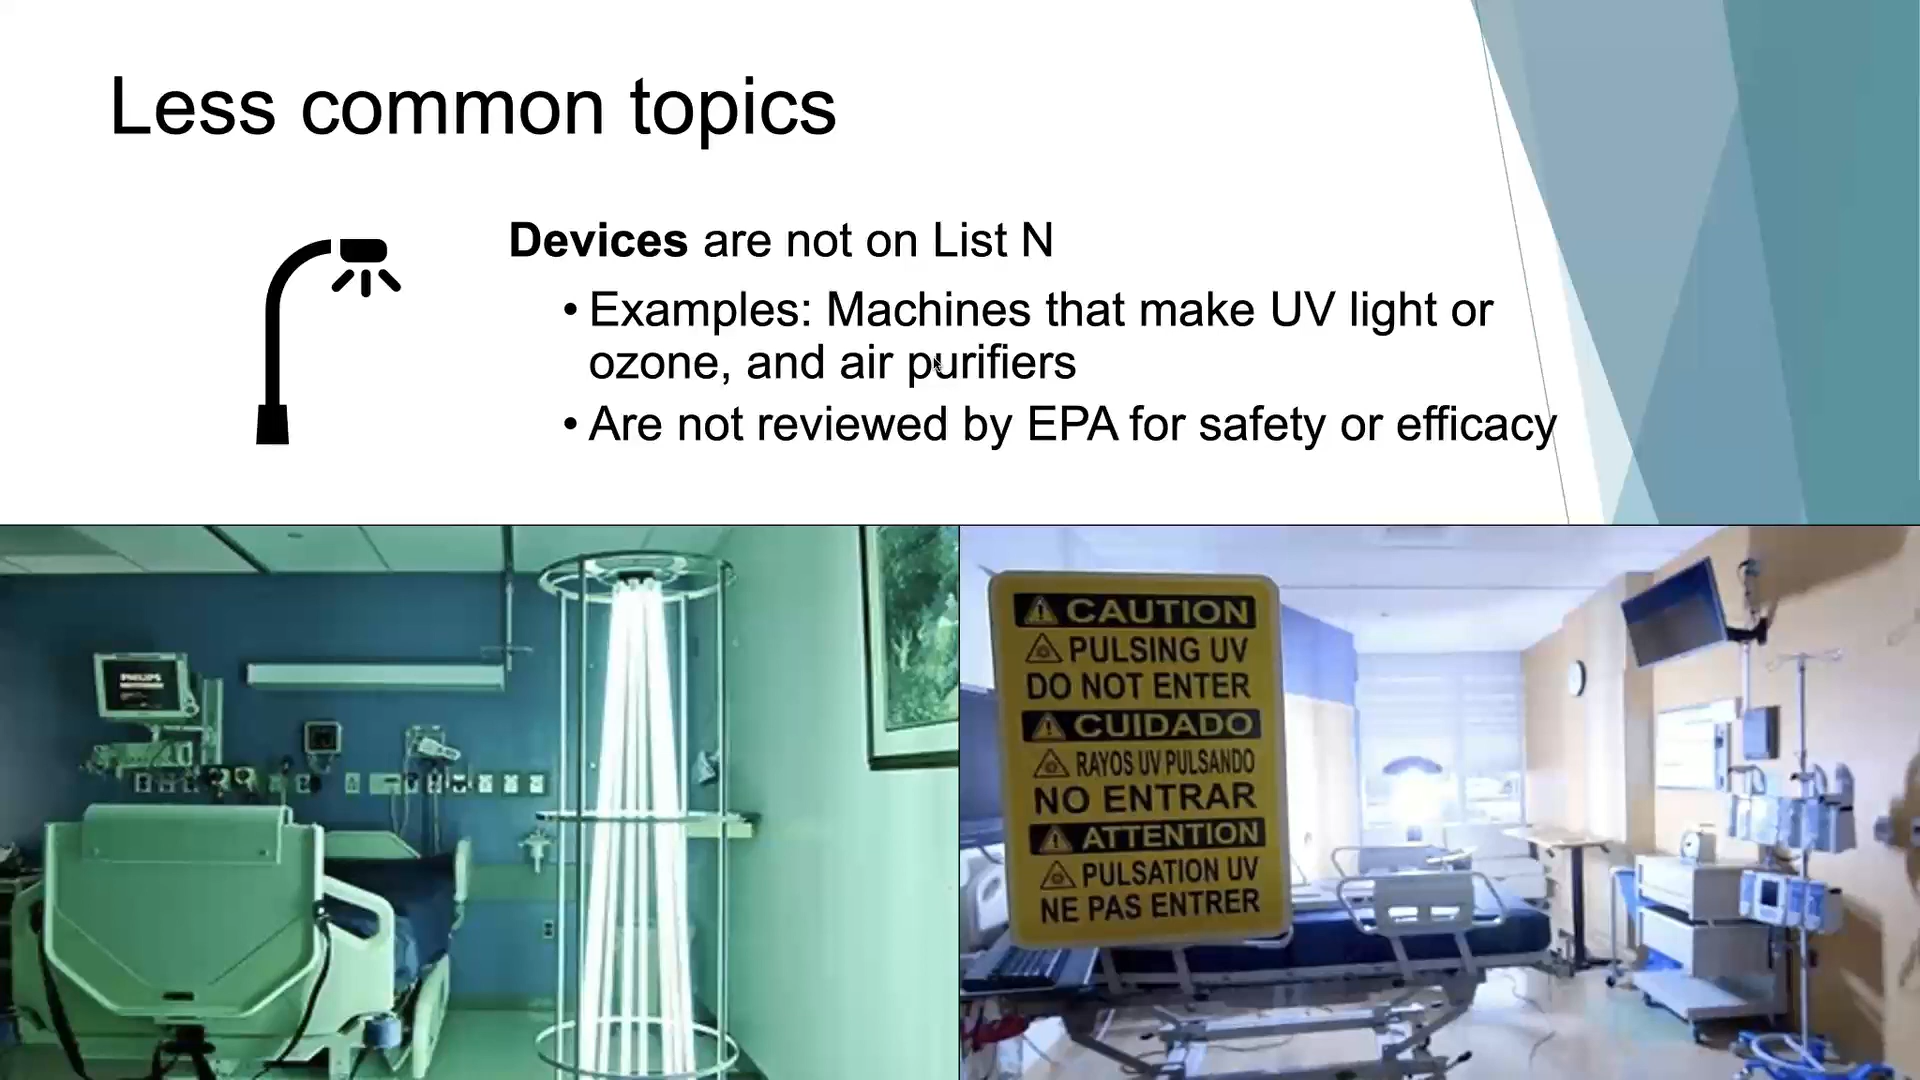 Less common topics
Devices are not on List N
• Examples: Machines that make UV light or
ozone, and air purifiers
• Are not reviewed by EPA for safety or efficacy
PHILIPS
CAUTION
PULSING UV
DO NOT ENTER
CUIDADO
RAYOS UV PULSANDO
NO ENTRAR
ATTENTION
PULSATION UV
NE PAS ENTRER